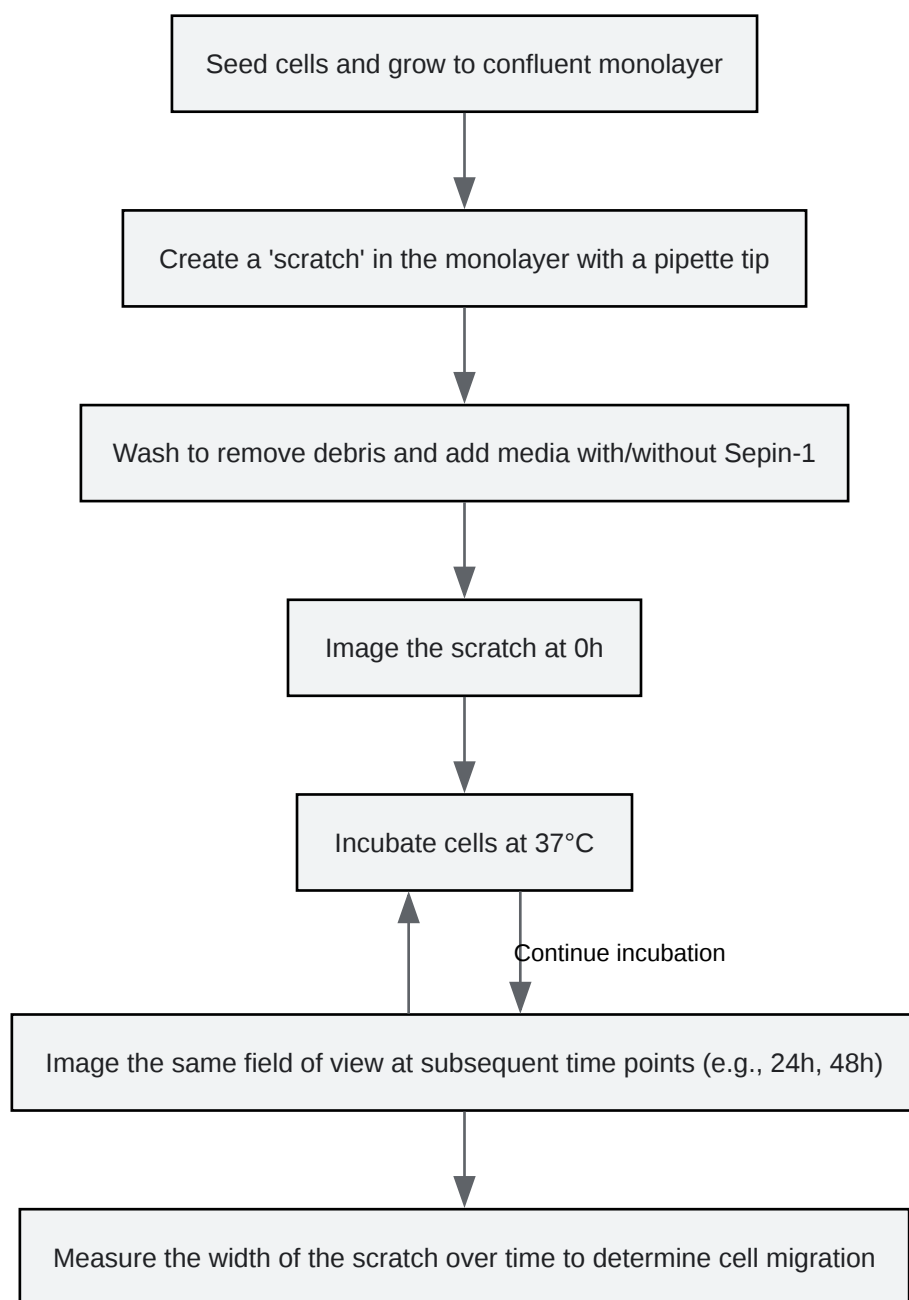 Seed cells and grow to confluent monolayer
Create a 'scratch' in the monolayer with a pipette tip
Wash to remove debris and add media with/without Sepin-1
Image the scratch at 0h
Incubate cells at 37°C
Continue incubation
Image the same field of view at subsequent time points (e.g., 24h, 48h)
Measure the width of the scratch over time to determine cell migration